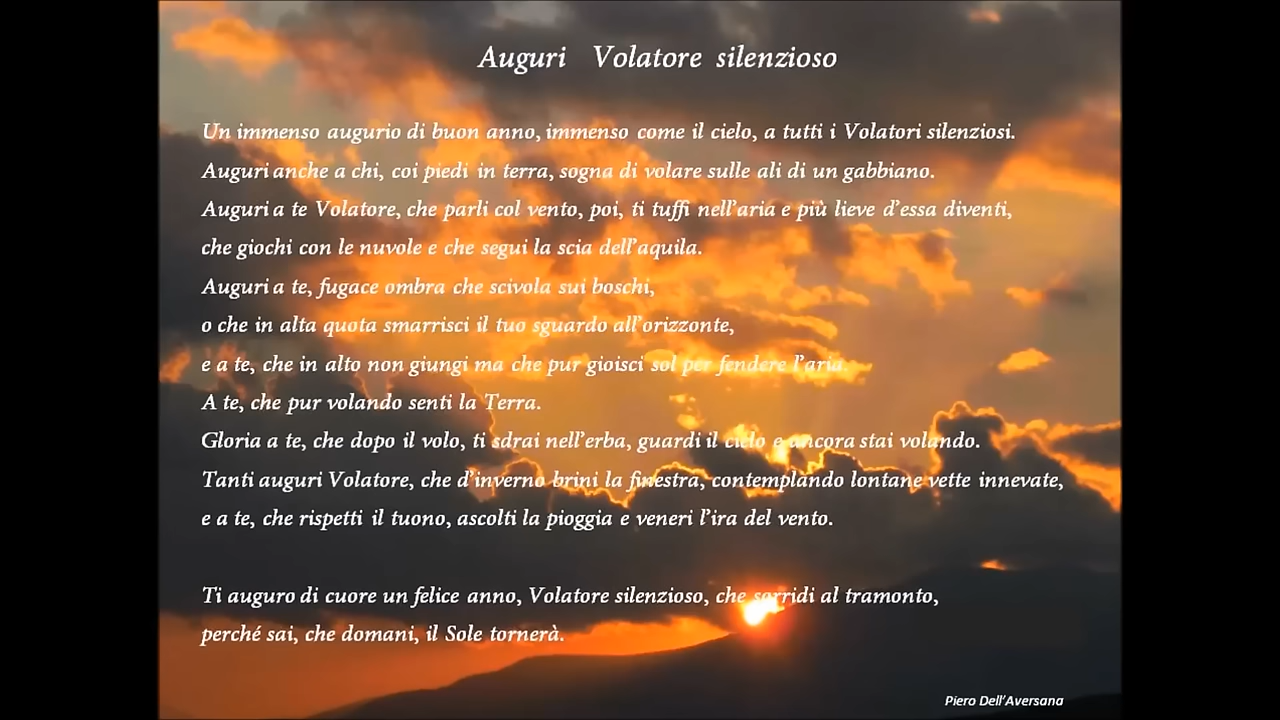 Auguri Volatore silenzioso
Un immenso augurio di buon anno, immenso come il cielo, a tutti i Volatori silenziosi.
Auguri anche a chi, coi piedi in terra, sogna di volare sulle ali di un gabbiano.
Auguri a te Volatore, che parli col vento, poi, ti tuffi nell'aria e più lieve d'essa diventi,
che giochi con le nuvole e che segui la scia dell'aquila.
Auguri a te, fugace ombra che scivola sui boschi,
o che in alta quota smarrisci il tuo sguardo all'orizzonte,
e a te, che in alto non giungi ma che pur gioisci sol per fendere l'aria.
A te, che pur volando senti la Terra.
Gloria a te, che dopo il volo, ti sdrai nell'erba, guardi il cielo e ancora stai volando.
Tanti auguri Volatore, che d'inverno brini la finestra, contemplando lontane vette innevate,
e a te, che rispetti il tuono, ascolti la pioggia e veneri l'ira del vento.
Ti auguro di cuore un felice anno, Volatore silenzioso, che sorridi al tramonto,
perché sai, che domani, il Sole tornerà.
Piero Dell'Aversana